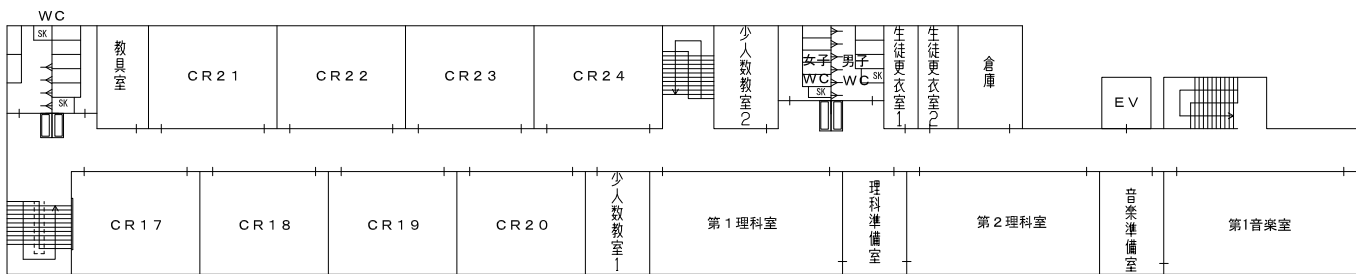 WC
SK
SK
教具室
CR21
CR22
CR23
CR24
少人数教室2
女子
WC
SK
男子
WC
SK
生徒更衣室1
生徒更衣室2
倉庫
EV
CR17
CR18
CR19
CR20
少人数教室1
第1理科室
理科準備室
第2理科室
音楽準備室
第1音楽室